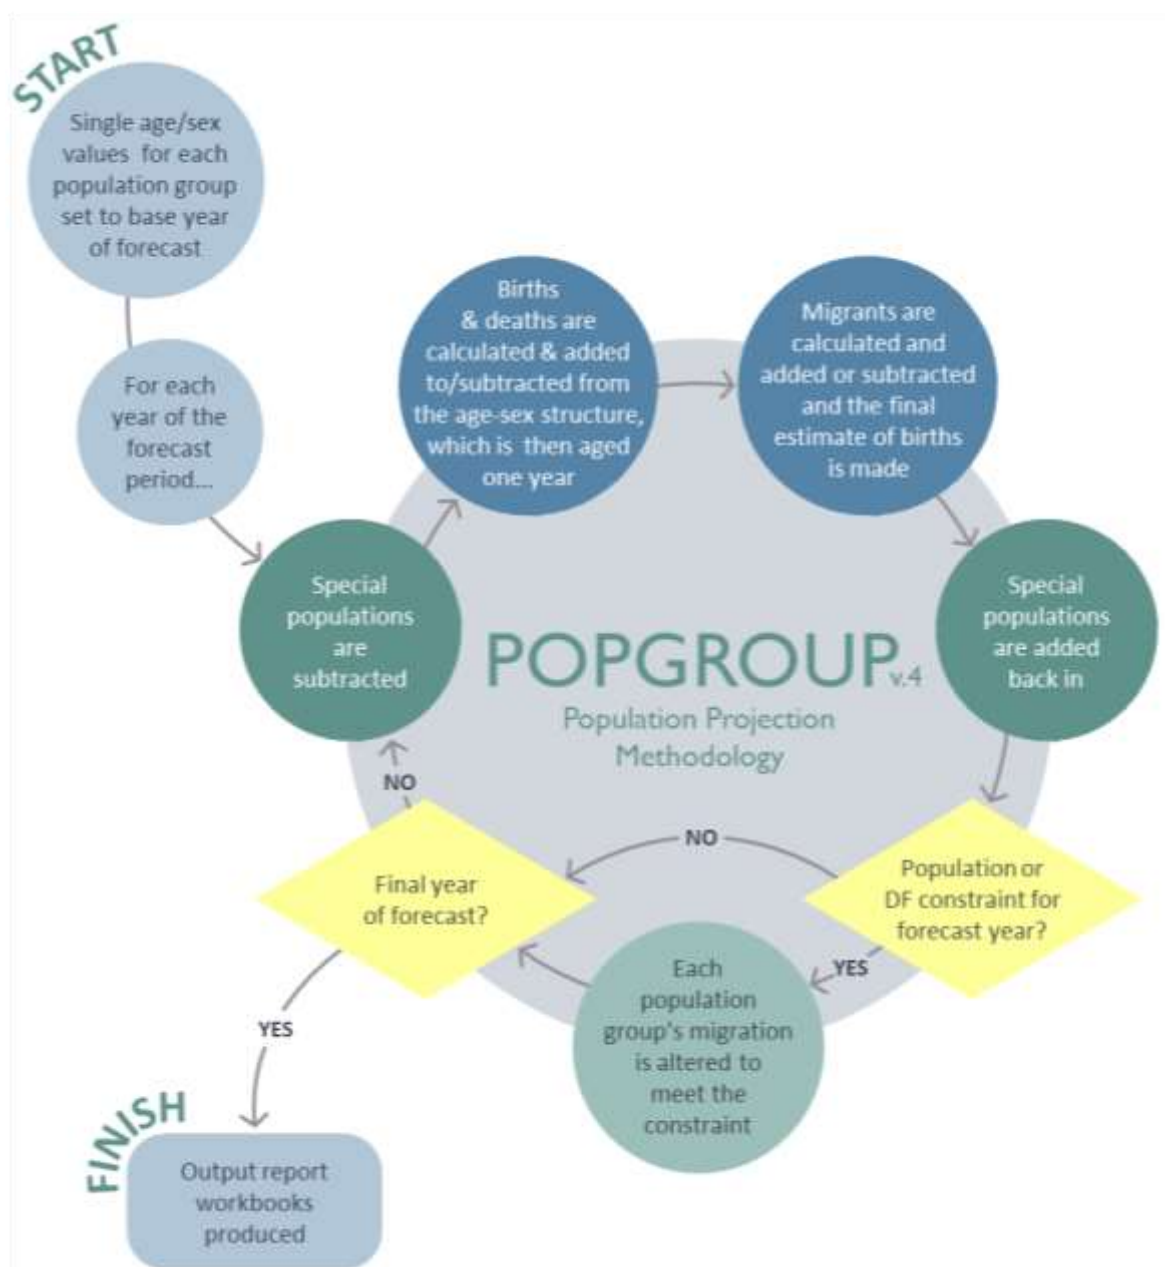 START
Single age/sex
values for each
population group
set to base year
of forecast
For each
year of the
forecast
period...
Special
populations
are
subtracted
Births
& deaths are
calculated & added
to/subtracted from
the age-sex structure,
which is then aged
one year
Migrants are
calculated and
added or subtracted
and the final
estimate of births
is made
Special
populations
are added
back in
POPGROUP v.4
Population Projection
Methodology
Population or
DF constraint for
forecast year?
NO
YES
Each
population
group's migration
is altered to
meet the
constraint
Final year
of forecast?
NO
YES
FINISH
Output report
workbooks
produced